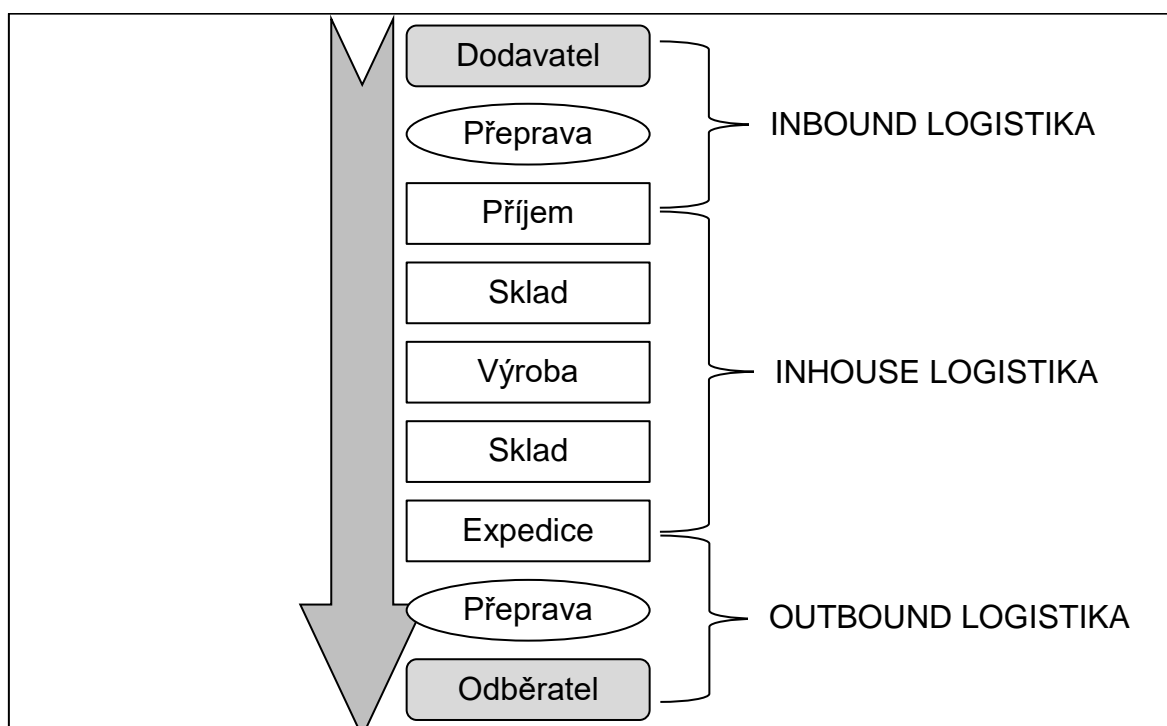 Dodavatel
Přeprava
INBOUND LOGISTIKA
Příjem
Sklad
Výroba
INHOUSE LOGISTIKA
Sklad
Expedice
Přeprava
OUTBOUND LOGISTIKA
Odběratel